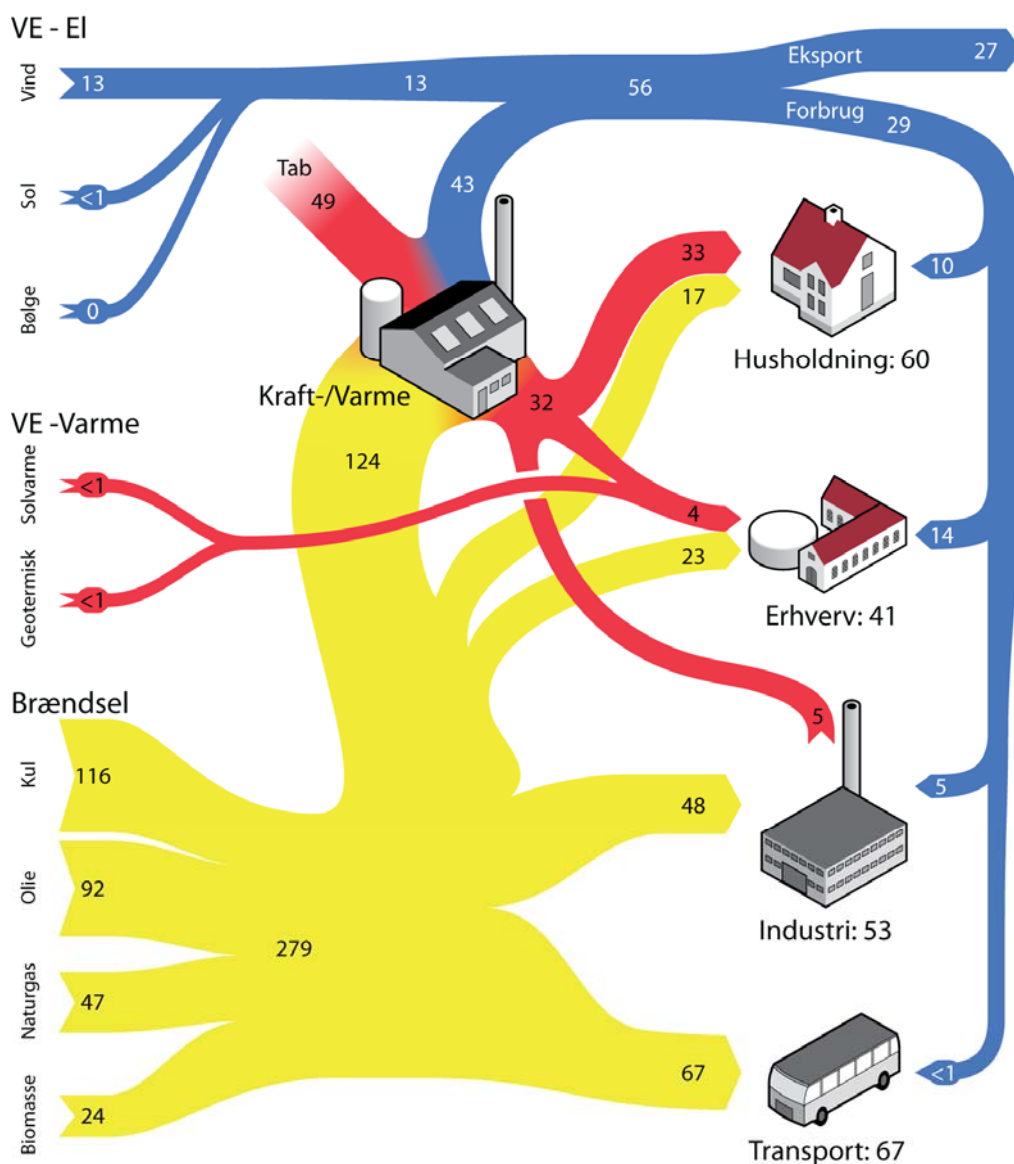 VE - El
Vind
13
13
56
Eksport
27
Forbrug
29
Sol
<1
Tab
49
43
Bølge
0
33
10
17
Husholdning: 60
Kraft-/Varme
32
VE -Varme
124
Solvarme
<1
4
14
Geotermisk
<1
23
Erhverv: 41
Brændsel
5
Kul
116
48
5
Olie
92
Industri: 53
279
Naturgas
47
67
<1
Biomasse
24
Transport: 67